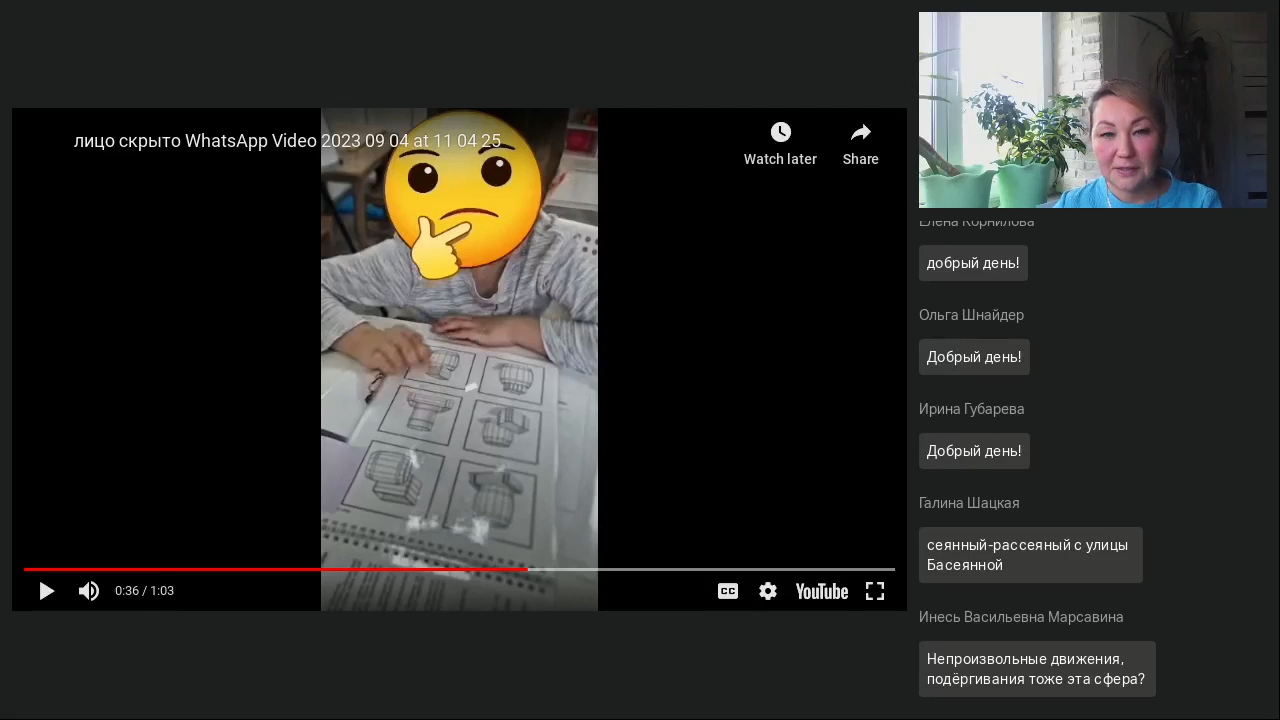 лицо скрыто WhatsApp Video 2023 09 04 at 11 04 25
Watch later
Share
0:36 / 1:03
CC
YouTube
Елена Корнилова
добрый день!
Ольга Шнайдер
Добрый день!
Ирина Губарева
Добрый день!
Галина Шацкая
сеянный-рассеяный с улицы
Басеянной
Инесь Васильевна Марсавина
Непроизвольные движения,
подёргивания тоже эта сфера?